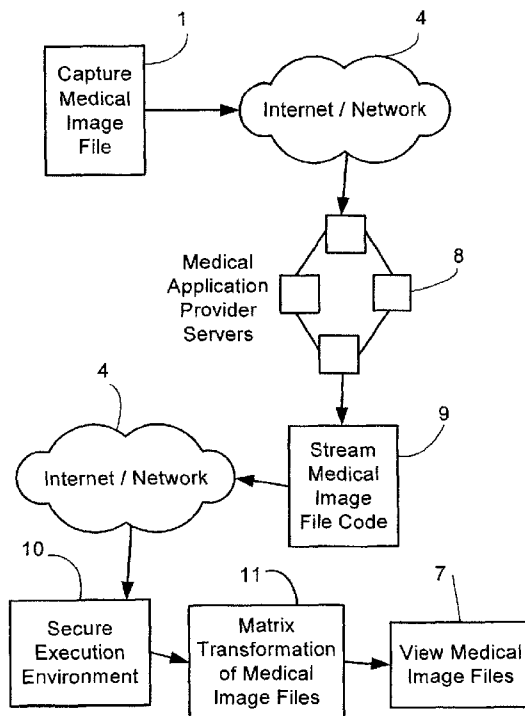 1
4
Capture
Medical
Image
File
Internet / Network
Medical
Application
Provider
Servers
8
4
9
Internet / Network
Stream
Medical
Image
File Code
10
11
7
Secure
Execution
Environment
Matrix
Transformation
of Medical
Image Files
View Medical
Image Files